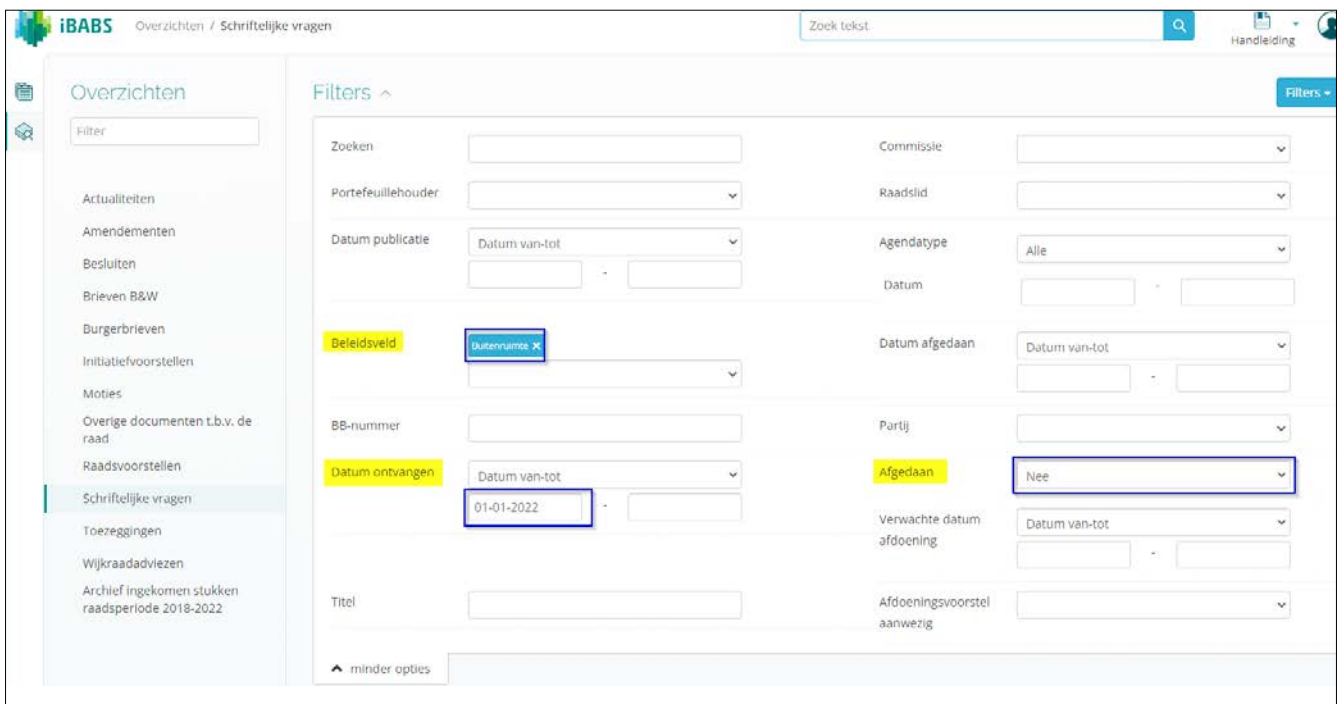 iBABS Overzichten / Schriftelijke vragen
Zoek tekst
Handleiding
Overzichten
Filter
Actualiteiten
Amendementen
Besluiten
Brieven B&W
Burgerbrieven
Initiatiefvoorstellen
Moties
Overige documenten t.b.v. de
raad
Raadsvoorstellen
Schriftelijke vragen
Toezeggingen
Wijkraadadviezen
Archief ingekomen stukken
raadsperiode 2018-2022
Filters
Filters
Zoeken
Commissie
Portefeuillehouder
Raadslid
Datum publicatie
Datum van-tot
-
Agendatype
Alle
Datum
-
Beleidsveld
Buitenruimte X
Datum afgedaan
Datum van-tot
-
BB-nummer
Partij
Datum ontvangen
Datum van-tot
01-01-2022 -
Afgedaan
Nee
Verwachte datum
afdoening
Datum van-tot
-
Titel
Afdoeningsvoorstel
aanwezig
minder opties